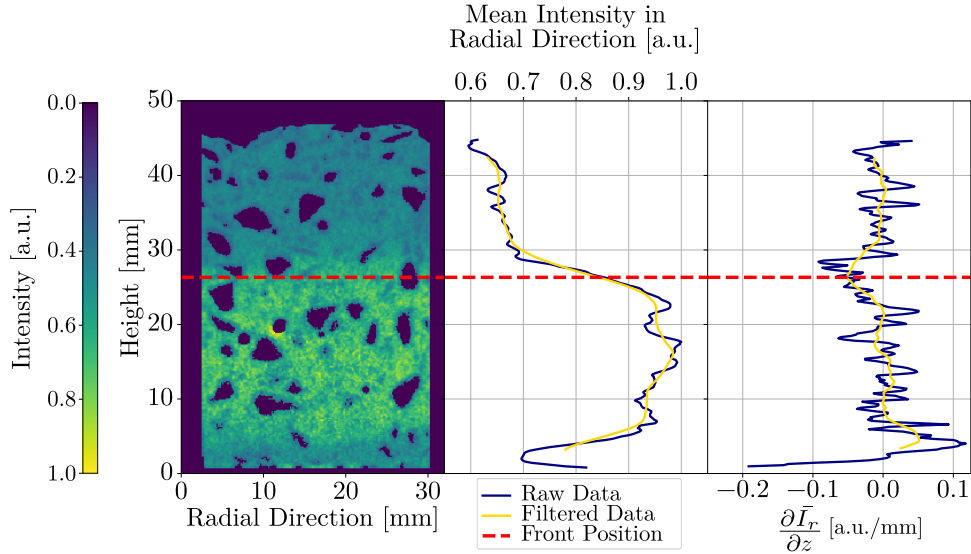 Mean Intensity in
Radial Direction [a.u.]
0.6 0.7 0.8 0.9 1.0
Intensity [a.u.]
0.0
0.2
0.4
0.6
0.8
1.0
Height [mm]
50
40
30
20
10
0
0 10 20 30
Radial Direction [mm]
Raw Data
Filtered Data
Front Position
−0.2 −0.1 0.0 0.1
∂Ī_r/∂z [a.u./mm]